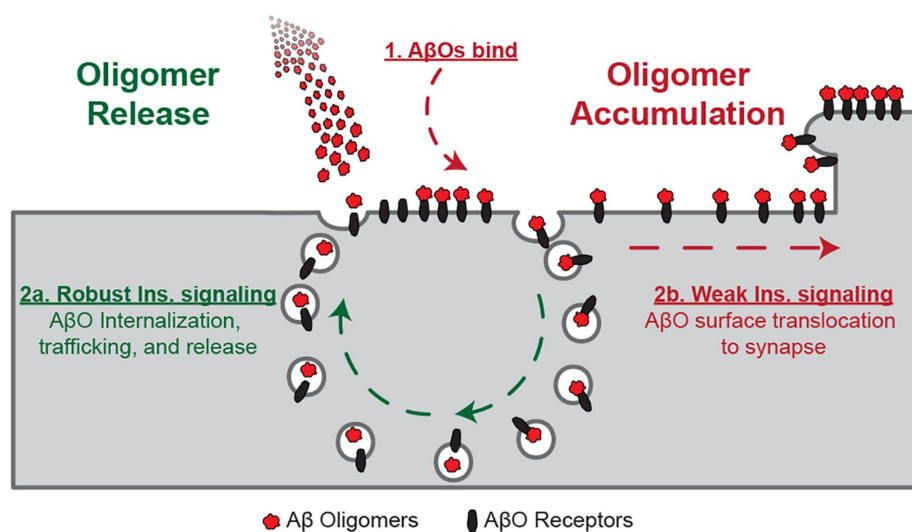 1. AβOs bind
Oligomer
Release
Oligomer
Accumulation
2a. Robust Ins. signaling
AβO Internalization,
trafficking, and release
2b. Weak Ins. signaling
AβO surface translocation
to synapse
Aβ Oligomers
AβO Receptors